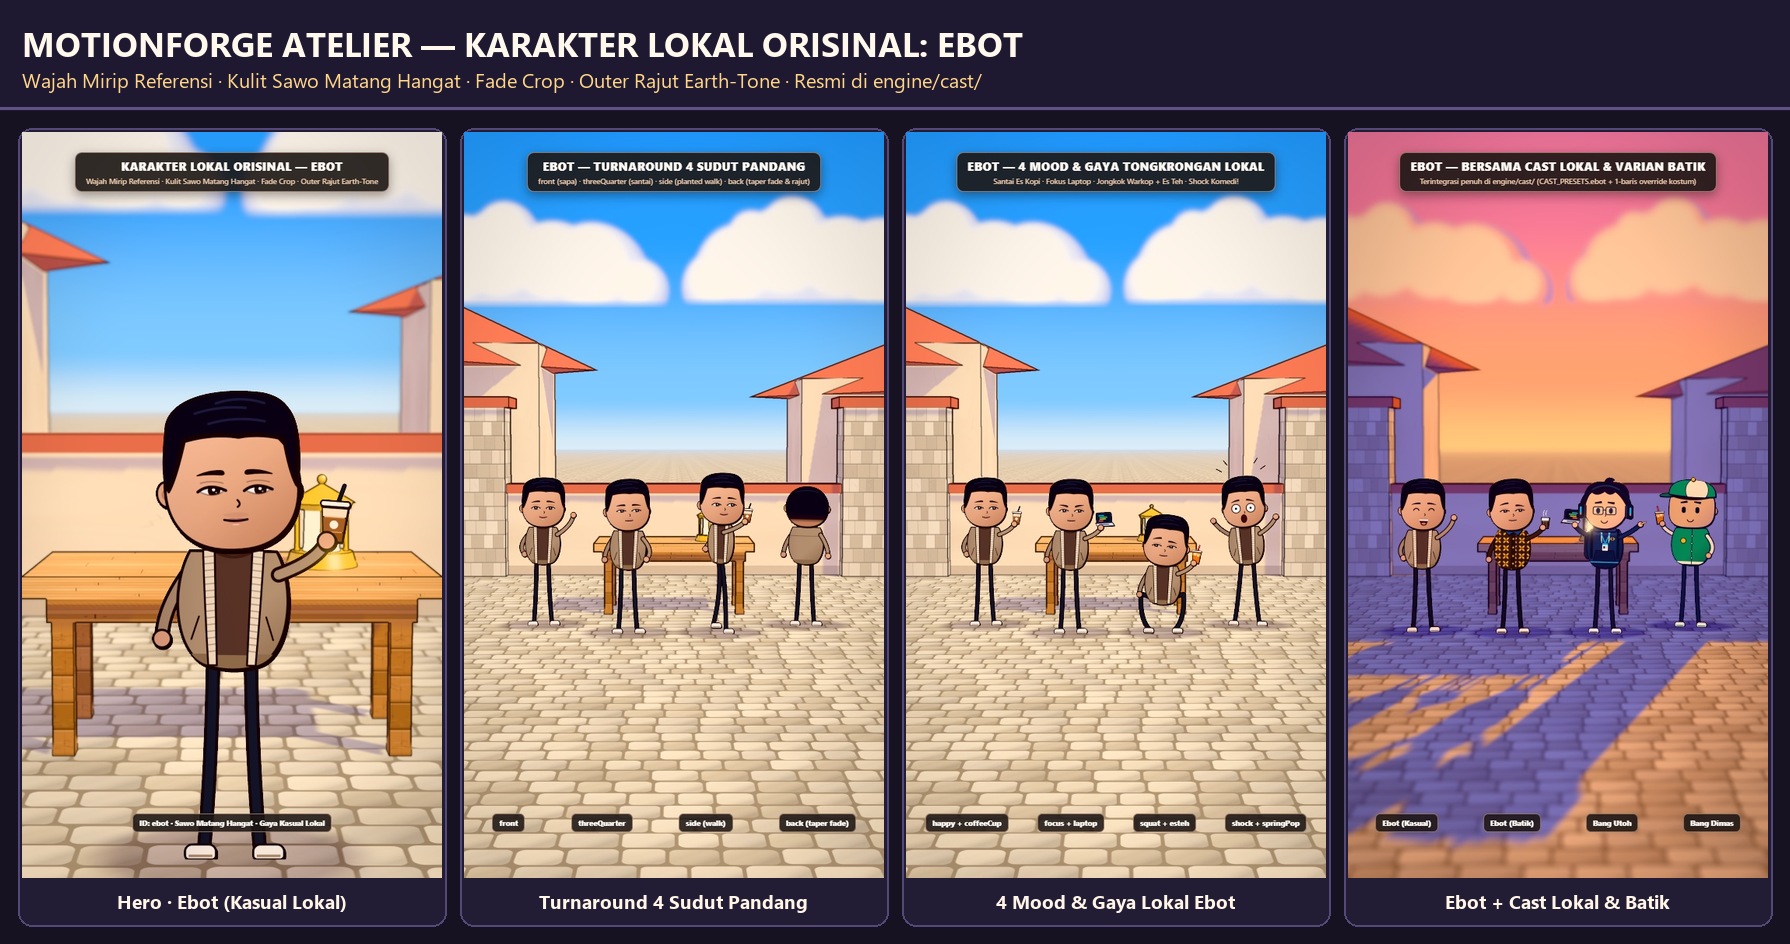 MOTIONFORGE ATELIER — KARAKTER LOKAL ORISINAL: EBOT
Wajah Mirip Referensi · Kulit Sawo Matang Hangat · Fade Crop · Outer Rajut Earth-Tone · Resmi di engine/cast/
KARAKTER LOKAL ORISINAL — EBOT
Wajah Mirip Referensi · Kulit Sawo Matang Hangat · Fade Crop · Outer Rajut Earth-Tone
ID: ebot · Sawo Matang Hangat · Gaya Kasual Lokal
Hero · Ebot (Kasual Lokal)
EBOT — TURNAROUND 4 SUDUT PANDANG
front (sapa) · threeQuarter (santai) · side (planted walk) · back (taper fade & rajut)
front
threeQuarter
side (walk)
back (taper fade)
Turnaround 4 Sudut Pandang
EBOT — 4 MOOD & GAYA TONGKRONGAN LOKAL
Santai Es Kopi · Fokus Laptop · Jongkok Warkop + Es Teh · Shock Komedi!
happy + coffeeCup
focus + laptop
squat + esteh
shock + springPop
4 Mood & Gaya Lokal Ebot
EBOT — BERSAMA CAST LOKAL & VARIAN BATIK
Terintegrasi penuh di engine/cast/ (CAST_PRESETS.ebot + 1-baris override kostum)
Ebot (Kasual)
Ebot (Batik)
Bang Utoh
Bang Dimas
Ebot + Cast Lokal & Batik